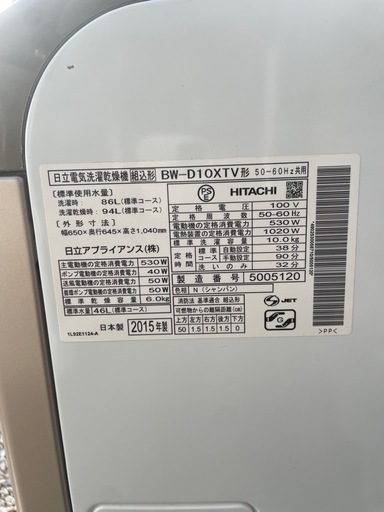 日立電気洗濯乾燥機 組込形 BW-D10XTV形 50-60Hz共用
[標準使用水量]
洗濯時： 86L(標準コース)
洗乾時： 94L(標準コース)
[外形寸法]
幅650×奥行645×高さ1,040mm
日立アプライアンス(株)
主電動機の定格消費電力 530W
ポンプ電動機の定格消費電力 40W
送風電動機の定格消費電力 50W
循環ポンプ電動機の定格消費電力 50W
標準乾燥容量 6.0kg
標準水量 46L(標準コース)
1L92E1124-A
日本製 2015年製
PS E HITACHI
定格電圧 100V
定格周波数 50-60Hz
電動機の定格消費電力 530W
電熱装置の定格消費電力 1020W
標準洗濯容量 10.0kg
定格時間 標準自動設定 38分
標準手動設定 90分
洗いのみ 32分
製造番号 5005120
色柄 N (シャンパン)
消防法 基準適合 組込形
可燃物からの離隔距離(cm)
上方 左方 右方 前方 後方 下方
50 1.5 1.5 1.5 0
S JET
>PP<